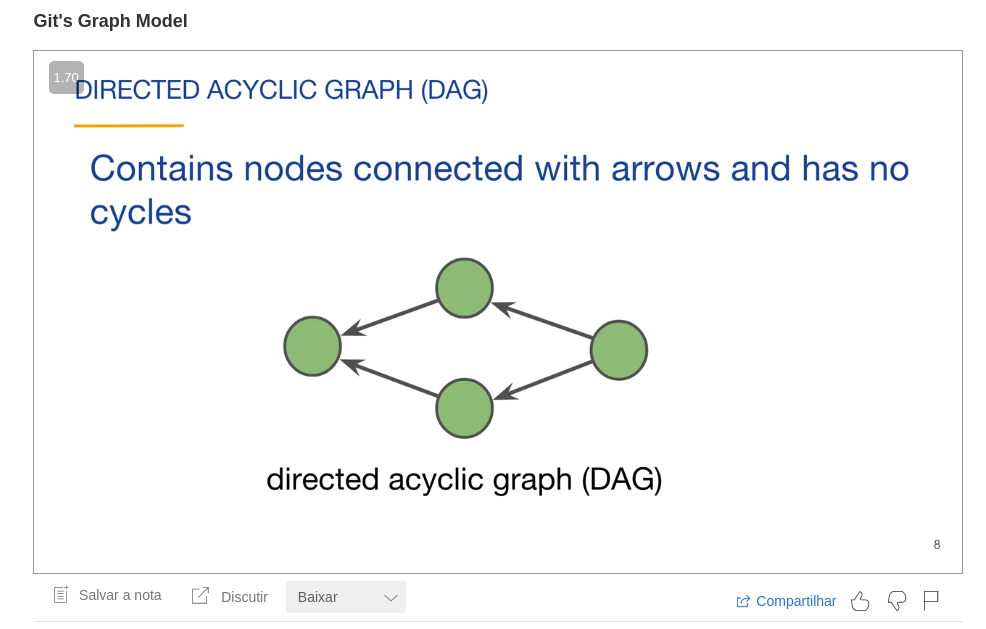 Git's Graph Model
1.70
DIRECTED ACYCLIC GRAPH (DAG)
Contains nodes connected with arrows and has no
cycles
directed acyclic graph (DAG)
8
Salvar a nota
Discutir
Baixar
Compartilhar